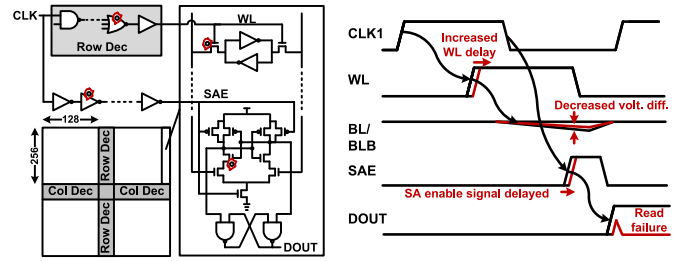 CLK
Row Dec
WL
SAE
128
256
Row Dec
Col Dec
Col Dec
Row Dec
DOUT
CLK1
Increased
WL delay
WL
Decreased volt. diff.
BL/
BLB
SAE
SA enable signal delayed
DOUT
Read
failure